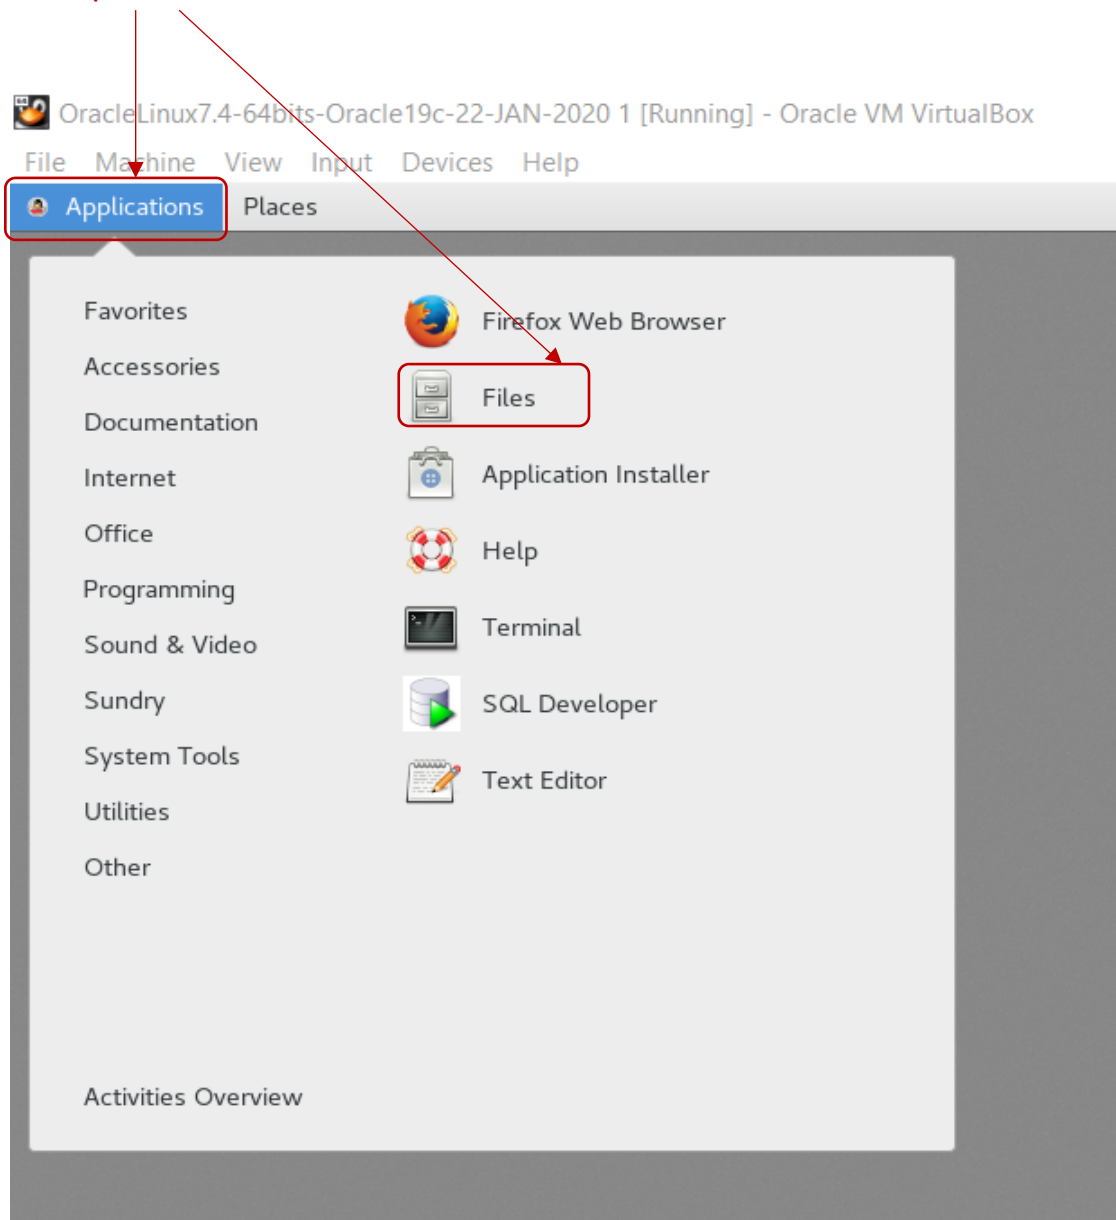 OracleLinux7.4-64bits-Oracle19c-22-JAN-2020 1 [Running] - Oracle VM VirtualBox
File Machine View Input Devices Help
Applications Places
Favorites
Accessories
Documentation
Internet
Office
Programming
Sound & Video
Sundry
System Tools
Utilities
Other
Activities Overview
Firefox Web Browser
Files
Application Installer
Help
Terminal
SQL Developer
Text Editor